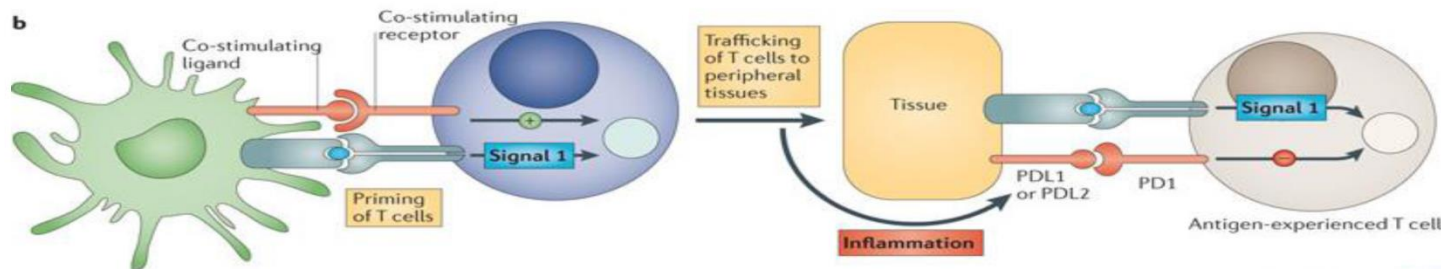 b
Co-stimulating
ligand
Co-stimulating
receptor
+
Signal 1
Priming
of T cells
Trafficking
of T cells to
peripheral
tissues
Inflammation
Tissue
Signal 1
−
PDL1
or PDL2
PD1
Antigen-experienced T cell